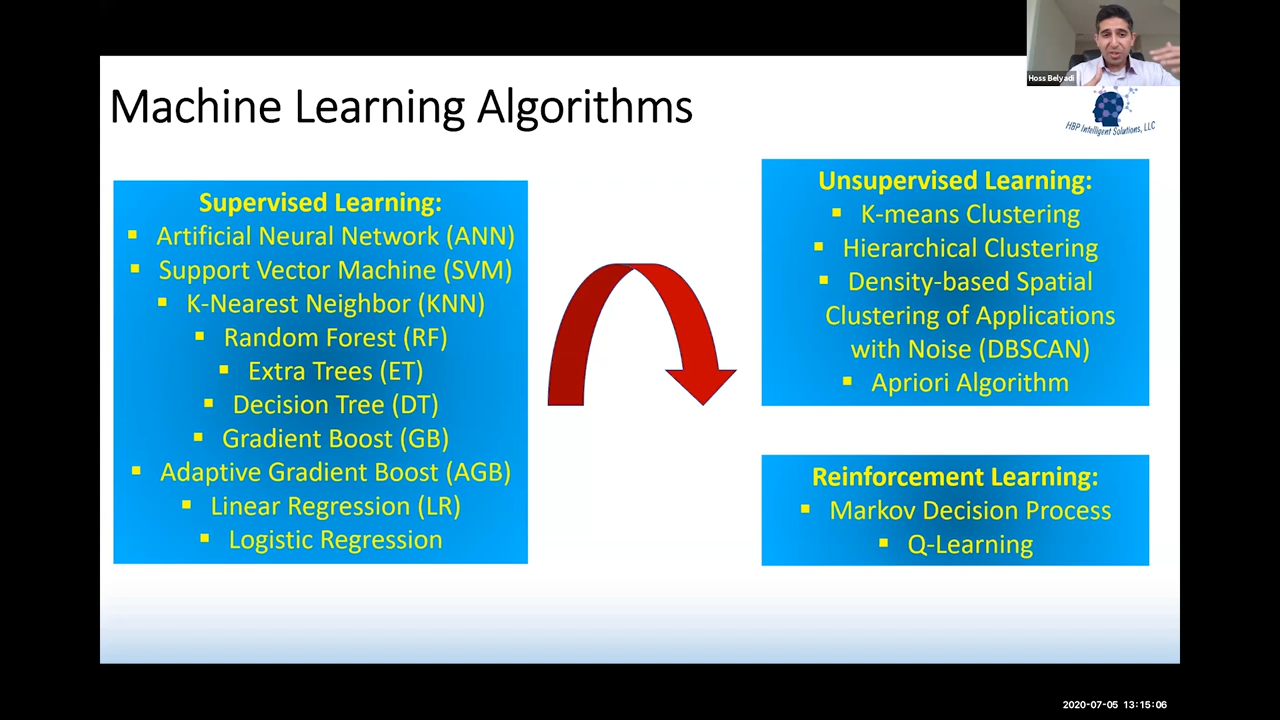 Hoss Belyadi
HBP Intelligent Solutions, LLC
Machine Learning Algorithms
Supervised Learning:
▪ Artificial Neural Network (ANN)
▪ Support Vector Machine (SVM)
▪ K-Nearest Neighbor (KNN)
▪ Random Forest (RF)
▪ Extra Trees (ET)
▪ Decision Tree (DT)
▪ Gradient Boost (GB)
▪ Adaptive Gradient Boost (AGB)
▪ Linear Regression (LR)
▪ Logistic Regression
Unsupervised Learning:
▪ K-means Clustering
▪ Hierarchical Clustering
▪ Density-based Spatial
Clustering of Applications
with Noise (DBSCAN)
▪ Apriori Algorithm
Reinforcement Learning:
▪ Markov Decision Process
▪ Q-Learning
2020-07-05 13:15:06